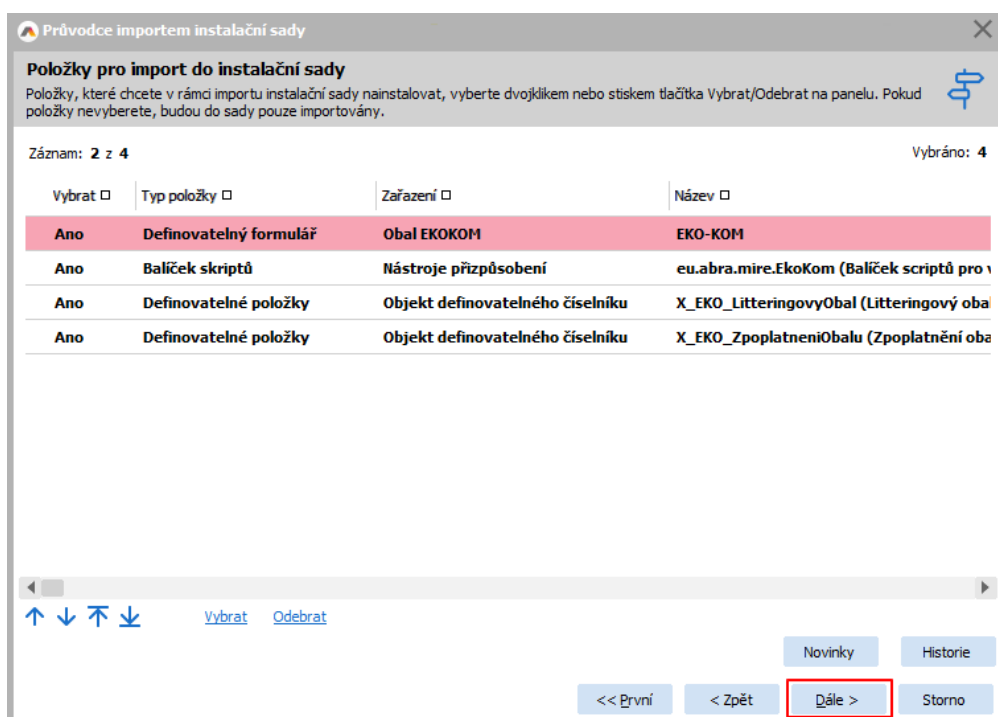 Průvodce importem instalační sady
Položky pro import do instalační sady
Položky, které chcete v rámci importu instalační sady nainstalovat, vyberte dvojklikem nebo stiskem tlačítka Vybrat/Odebrat na panelu. Pokud
položky nevyberete, budou do sady pouze importovány.
Záznam: 2 z 4 Vybráno: 4
Vybrat Typ položky Zařazení Název
Ano Definovatelný formulář Obal EKOKOM EKO-KOM
Ano Balíček skriptů Nástroje přizpůsobení eu.abra.mire.EkoKom (Balíček scriptů pro
Ano Definovatelné položky Objekt definovatelného číselníku X_EKO_LitteringovyObal (Litteringový oba
Ano Definovatelné položky Objekt definovatelného číselníku X_EKO_ZpoplatneniObalu (Zpoplatnění oba
Vybrat Odebrat
Novinky Historie
<< První < Zpět Dále > Storno